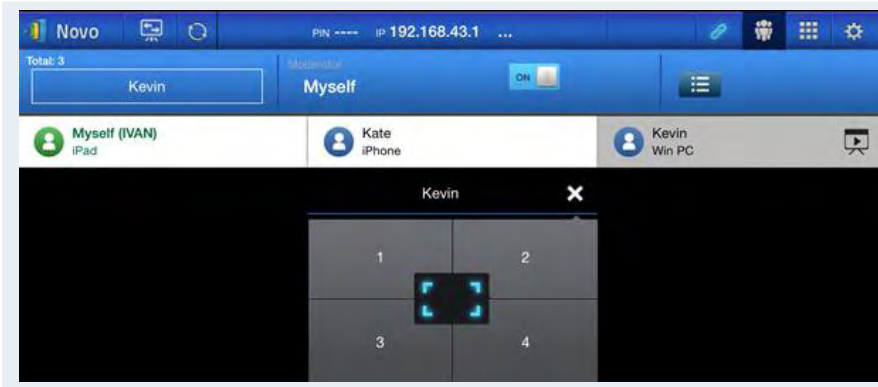 Novo
PIN ---- IP 192.168.43.1 ...
Total: 3
Kevin
Moderator
Myself
ON
Myself (IVAN)
iPad
Kate
iPhone
Kevin
Win PC
Kevin
1
2
3
4